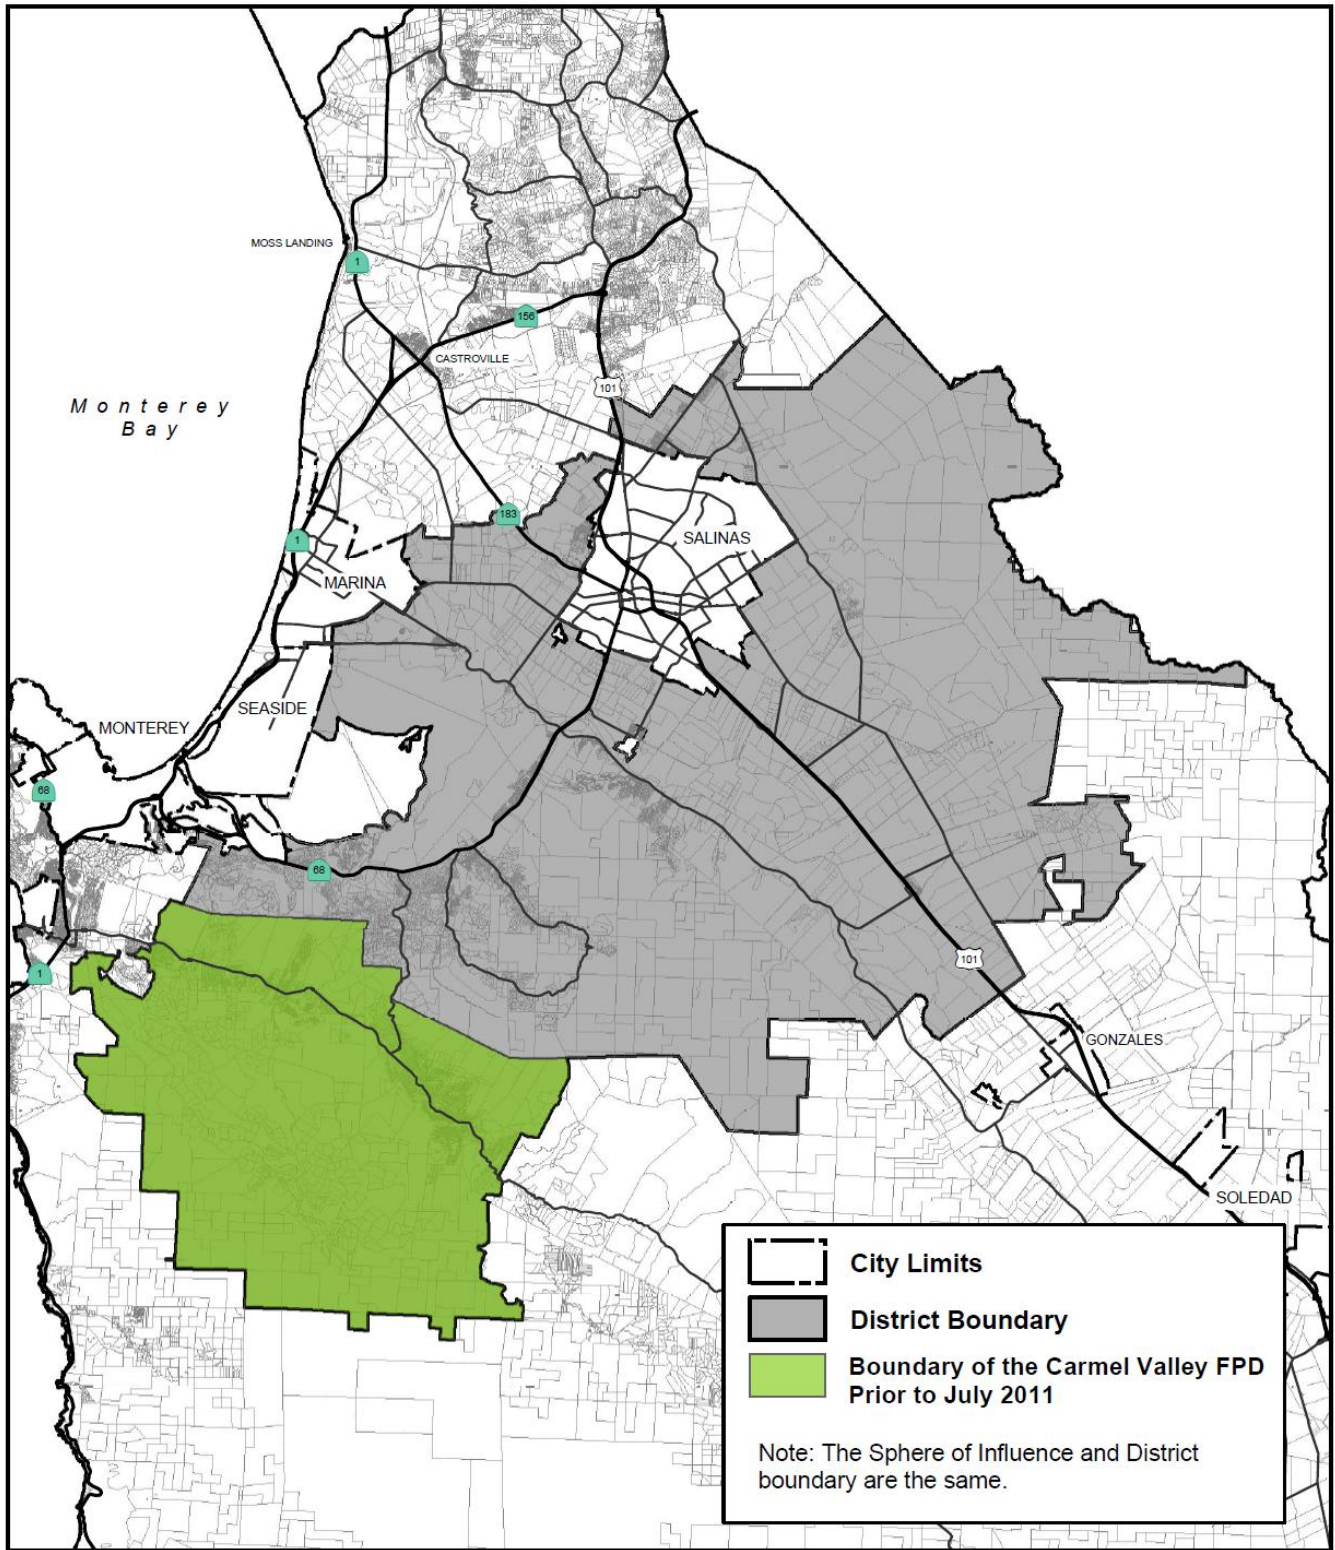 MOSS LANDING
1
156
CASTROVILLE
101
Monterey
Bay
183
SALINAS
1
MARINA
SEASIDE
MONTEREY
68
68
101
1
GONZALES
SOLEDAD
City Limits
District Boundary
Boundary of the Carmel Valley FPD
Prior to July 2011
Note: The Sphere of Influence and District
boundary are the same.